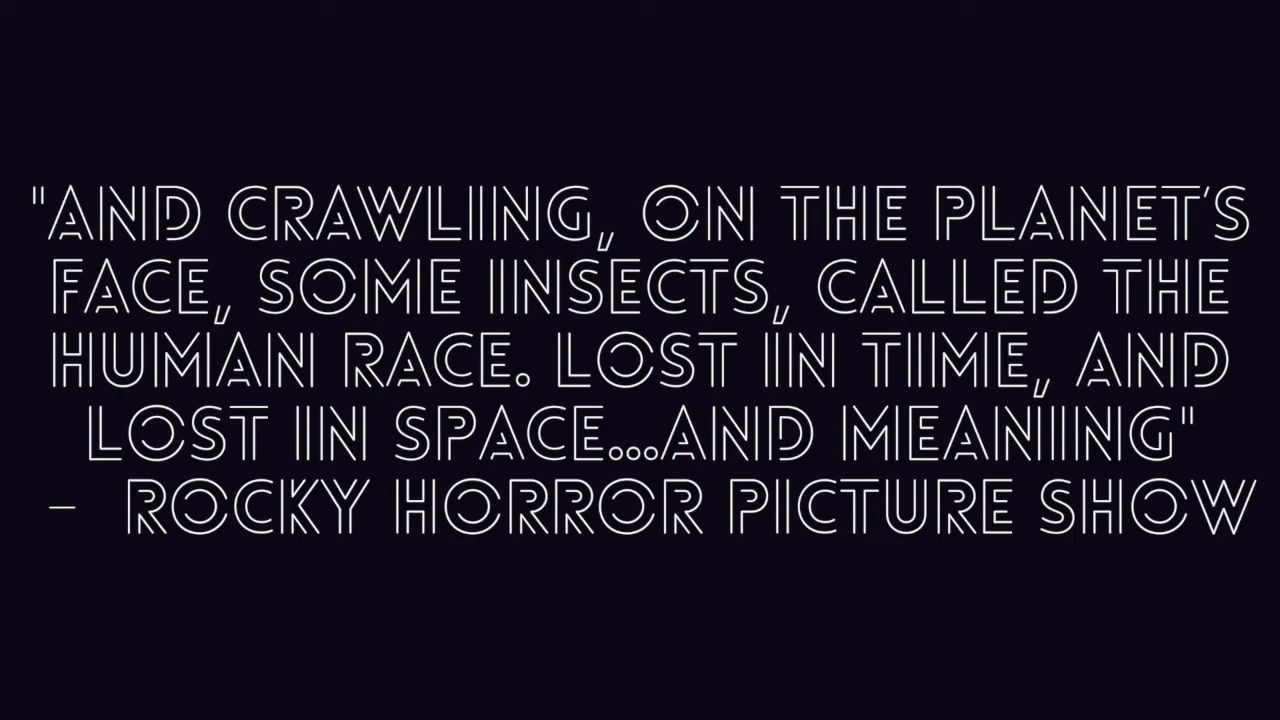 "AND CRAWLING, ON THE PLANET'S
FACE, SOME INSECTS, CALLED THE
HUMAN RACE. LOST IN TIME, AND
LOST IN SPACE...AND MEANING"
– ROCKY HORROR PICTURE SHOW